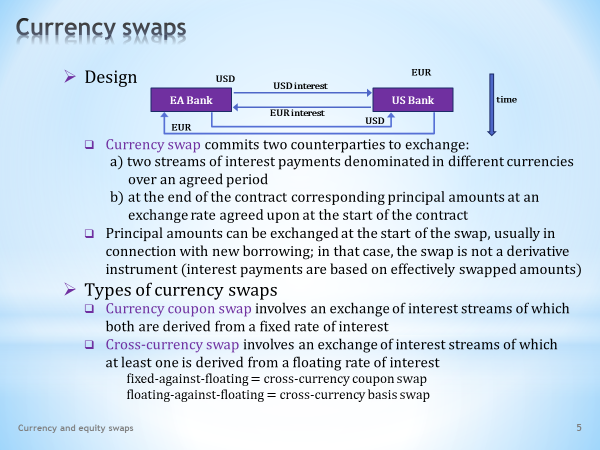 Currency swaps
Design
USD
EUR
USD interest
EA Bank
US Bank
time
EUR interest
EUR
USD
Currency swap commits two counterparties to exchange:
a) two streams of interest payments denominated in different currencies
over an agreed period
b) at the end of the contract corresponding principal amounts at an
exchange rate agreed upon at the start of the contract
Principal amounts can be exchanged at the start of the swap, usually in
connection with new borrowing; in that case, the swap is not a derivative
instrument (interest payments are based on effectively swapped amounts)
Types of currency swaps
Currency coupon swap involves an exchange of interest streams of which
both are derived from a fixed rate of interest
Cross-currency swap involves an exchange of interest streams of which
at least one is derived from a floating rate of interest
fixed-against-floating = cross-currency coupon swap
floating-against-floating = cross-currency basis swap
Currency and equity swaps
5